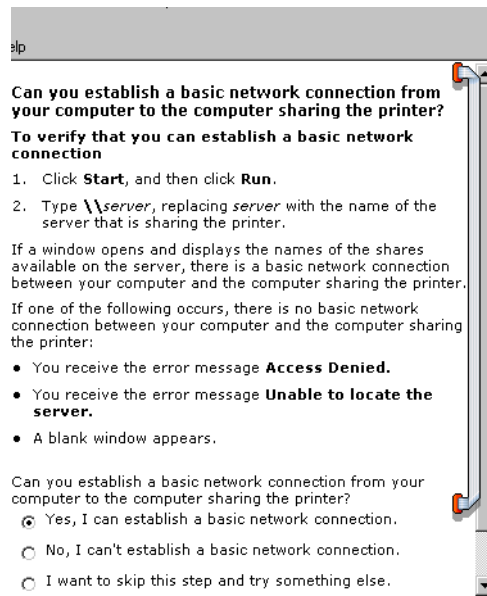 elp
Can you establish a basic network connection from
your computer to the computer sharing the printer?
To verify that you can establish a basic network
connection
1. Click Start, and then click Run.
2. Type \\server, replacing server with the name of the
server that is sharing the printer.
If a window opens and displays the names of the shares
available on the server, there is a basic network connection
between your computer and the computer sharing the printer.
If one of the following occurs, there is no basic network
connection between your computer and the computer sharing
the printer:
• You receive the error message Access Denied.
• You receive the error message Unable to locate the
server.
• A blank window appears.
Can you establish a basic network connection from your
computer to the computer sharing the printer?
Yes, I can establish a basic network connection.
No, I can't establish a basic network connection.
I want to skip this step and try something else.